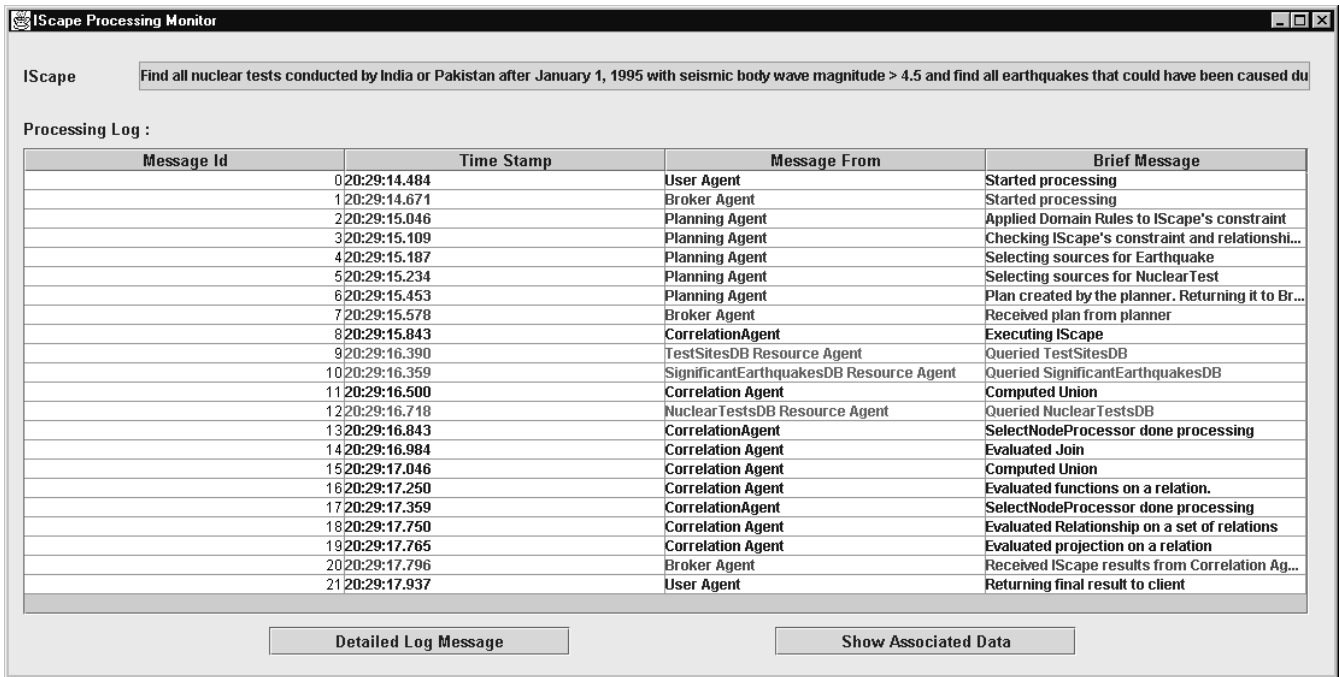 IScape Processing Monitor
IScape Find all nuclear tests conducted by India or Pakistan after January 1, 1995 with seismic body wave magnitude > 4.5 and find all earthquakes that could have been caused du
Processing Log :
Message Id Time Stamp Message From Brief Message
0 20:29:14.484 User Agent Started processing
1 20:29:14.671 Broker Agent Started processing
2 20:29:15.046 Planning Agent Applied Domain Rules to IScape's constraint
3 20:29:15.109 Planning Agent Checking IScape's constraint and relationshi...
4 20:29:15.187 Planning Agent Selecting sources for Earthquake
5 20:29:15.234 Planning Agent Selecting sources for NuclearTest
6 20:29:15.453 Planning Agent Plan created by the planner. Returning it to Br...
7 20:29:15.578 Broker Agent Received plan from planner
8 20:29:15.843 CorrelationAgent Executing IScape
9 20:29:16.390 TestSitesDB Resource Agent Queried TestSitesDB
10 20:29:16.359 SignificantEarthquakesDB Resource Agent Queried SignificantEarthquakesDB
11 20:29:16.500 Correlation Agent Computed Union
12 20:29:16.718 NuclearTestsDB Resource Agent Queried NuclearTestsDB
13 20:29:16.843 CorrelationAgent SelectNodeProcessor done processing
14 20:29:16.984 Correlation Agent Evaluated Join
15 20:29:17.046 Correlation Agent Computed Union
16 20:29:17.250 Correlation Agent Evaluated functions on a relation.
17 20:29:17.359 CorrelationAgent SelectNodeProcessor done processing
18 20:29:17.750 Correlation Agent Evaluated Relationship on a set of relations
19 20:29:17.765 Correlation Agent Evaluated projection on a relation
20 20:29:17.796 Broker Agent Received IScape results from Correlation Ag...
21 20:29:17.937 User Agent Returning final result to client
Detailed Log Message Show Associated Data